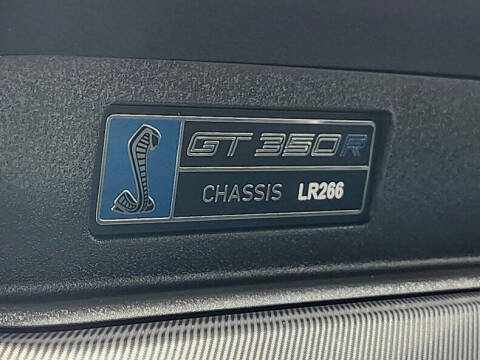 GT 350R
CHASSIS LR266